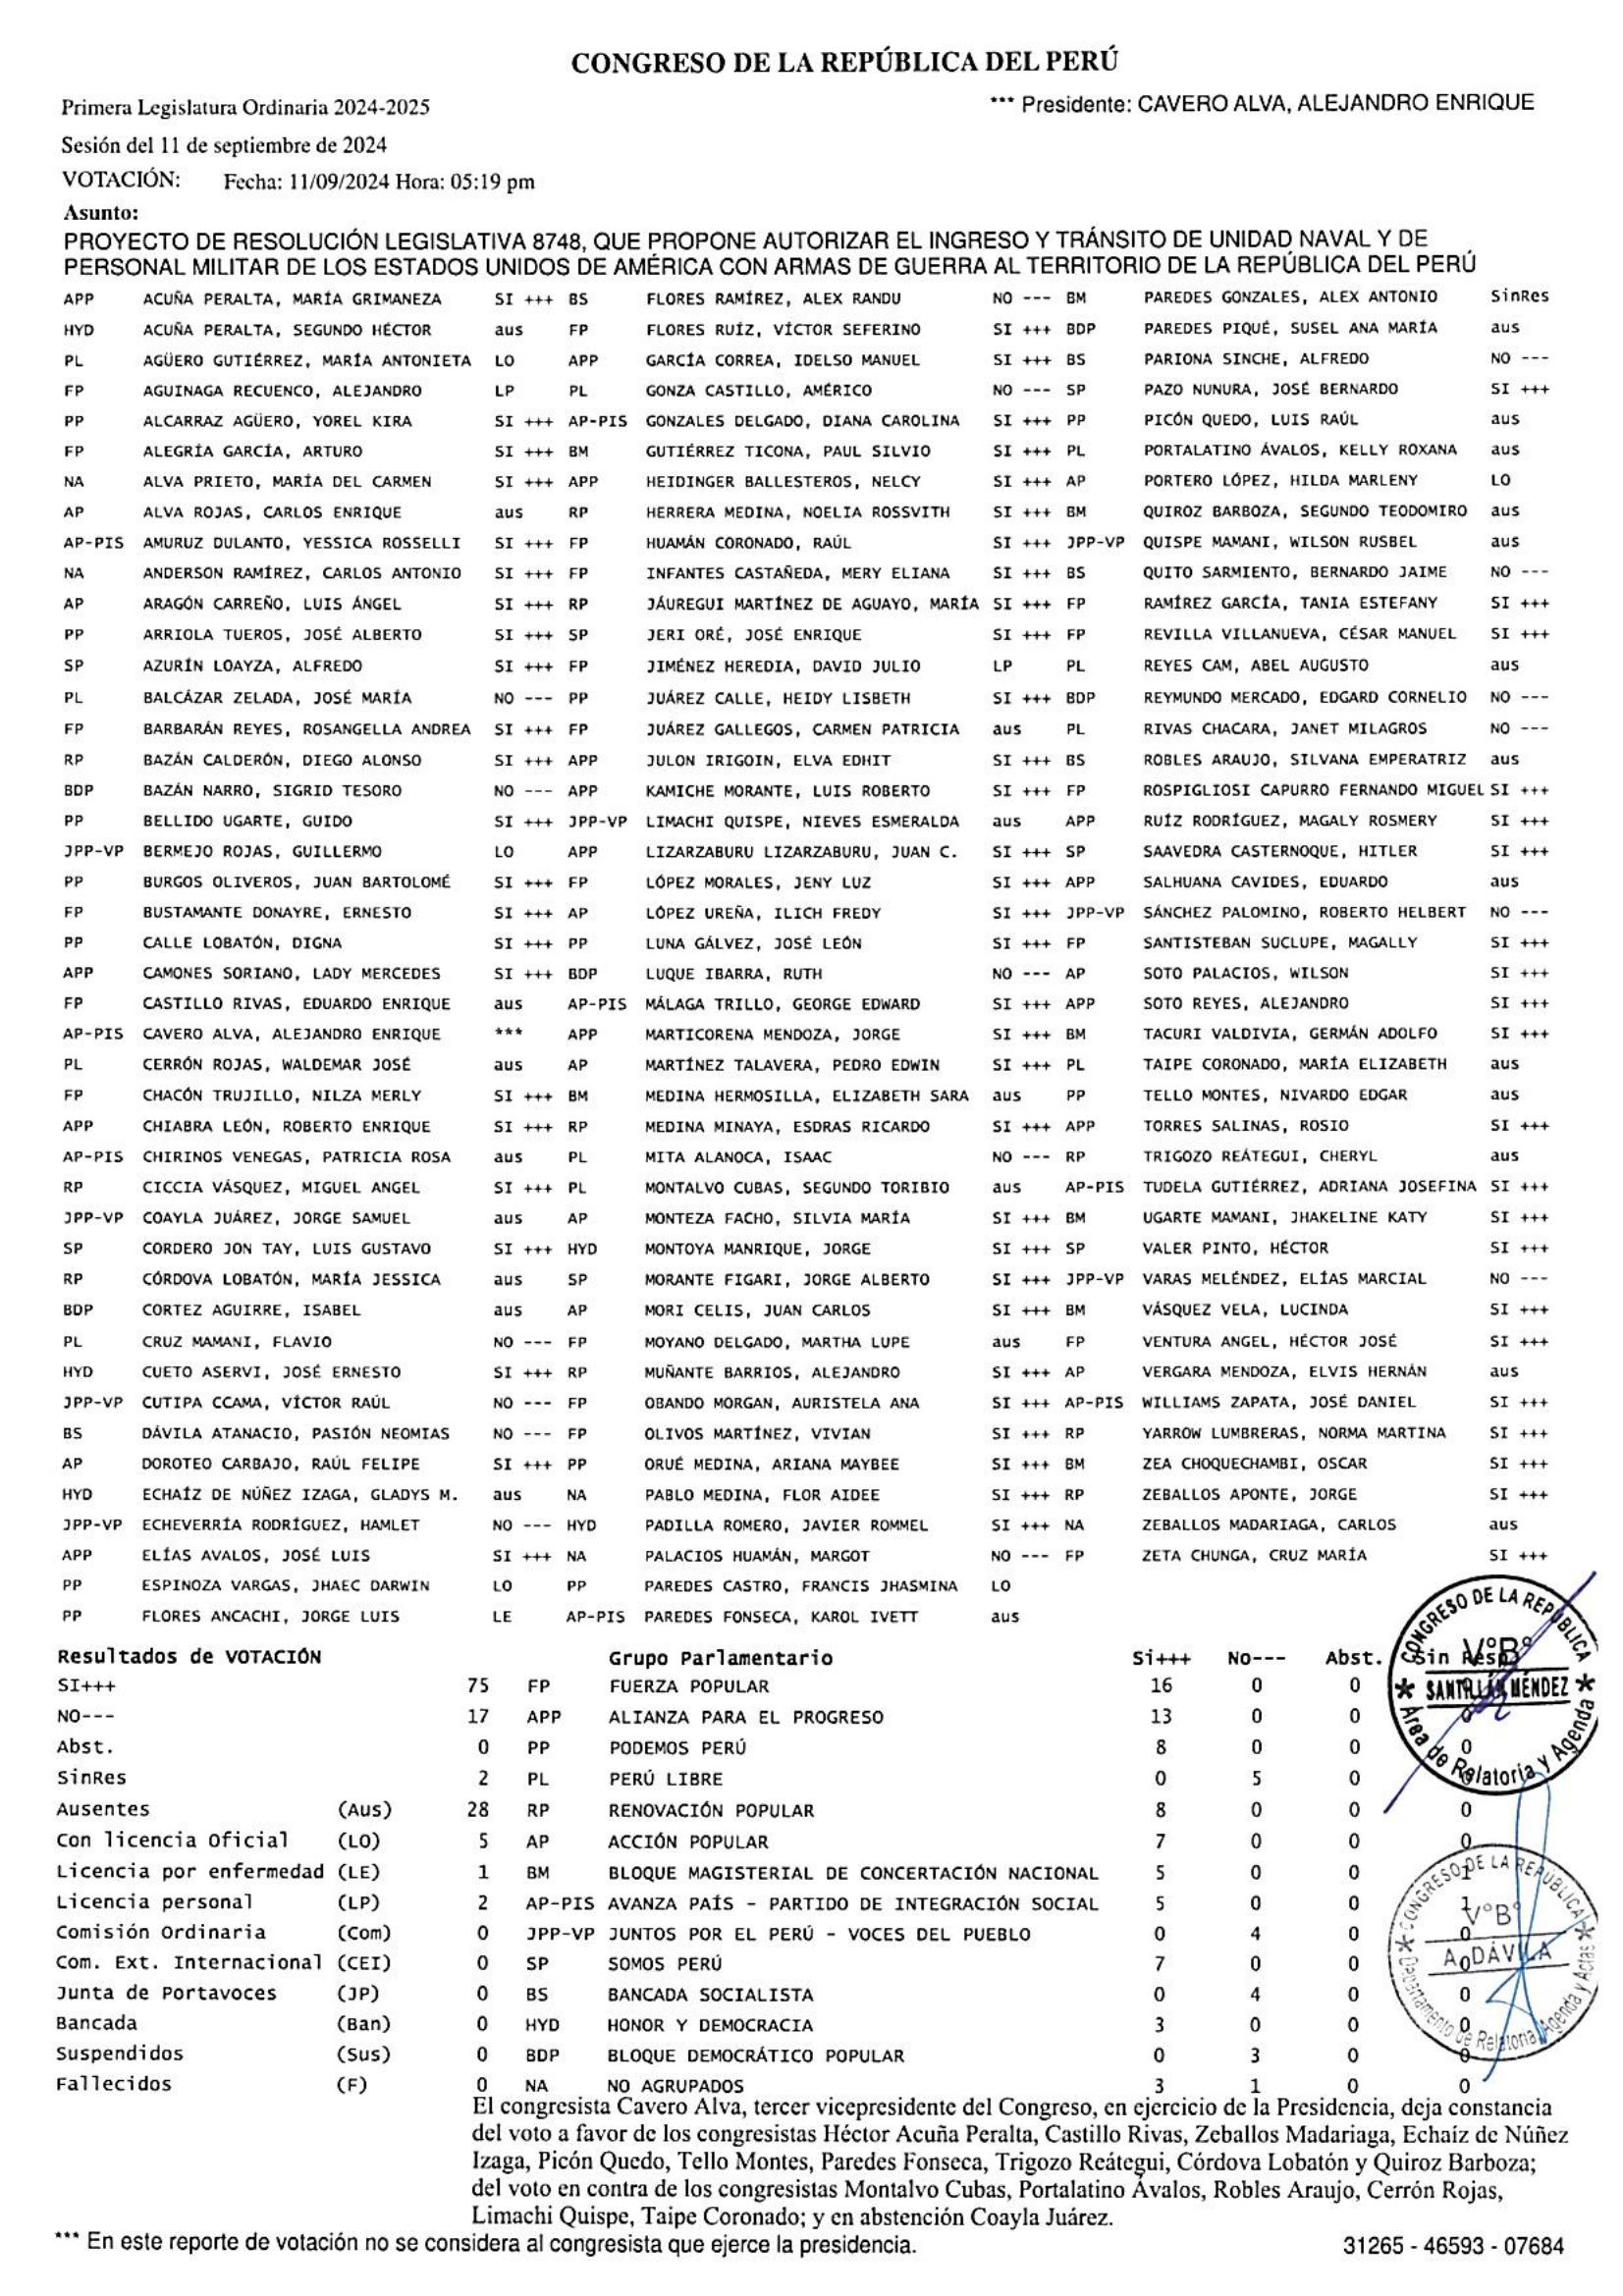 CONGRESO DE LA REPÚBLICA DEL PERÚ
Primera Legislatura Ordinaria 2024-2025 *** Presidente: CAVERO ALVA, ALEJANDRO ENRIQUE
Sesión del 11 de septiembre de 2024
VOTACIÓN: Fecha: 11/09/2024 Hora: 05:19 pm
Asunto:
PROYECTO DE RESOLUCIÓN LEGISLATIVA 8748, QUE PROPONE AUTORIZAR EL INGRESO Y TRÁNSITO DE UNIDAD NAVAL Y DE
PERSONAL MILITAR DE LOS ESTADOS UNIDOS DE AMÉRICA CON ARMAS DE GUERRA AL TERRITORIO DE LA REPÚBLICA DEL PERÚ
APP ACUÑA PERALTA, MARÍA GRIMANEZA SI +++ BS FLORES RAMÍREZ, ALEX RANDU NO --- BM PAREDES GONZALES, ALEX ANTONIO SinRes
HYD ACUÑA PERALTA, SEGUNDO HÉCTOR aus FP FLORES RUÍZ, VÍCTOR SEFERINO SI +++ BDP PAREDES PIQUÉ, SUSEL ANA MARÍA aus
PL AGÜERO GUTIÉRREZ, MARÍA ANTONIETA LO APP GARCÍA CORREA, IDELSO MANUEL SI +++ BS PARIONA SINCHE, ALFREDO NO ---
FP AGUINAGA RECUENCO, ALEJANDRO LP PL GONZA CASTILLO, AMÉRICO NO --- SP PAZO NUNURA, JOSÉ BERNARDO SI +++
PP ALCARRAZ AGÜERO, YOREL KIRA SI +++ AP-PIS GONZALES DELGADO, DIANA CAROLINA SI +++ PP PICÓN QUEDO, LUIS RAÚL aus
FP ALEGRÍA GARCÍA, ARTURO SI +++ BM GUTIÉRREZ TICONA, PAUL SILVIO SI +++ PL PORTALATINO ÁVALOS, KELLY ROXANA aus
NA ALVA PRIETO, MARÍA DEL CARMEN SI +++ APP HEIDINGER BALLESTEROS, NELCY SI +++ AP PORTERO LÓPEZ, HILDA MARLENY LO
AP ALVA ROJAS, CARLOS ENRIQUE aus RP HERRERA MEDINA, NOELIA ROSSVITH SI +++ BM QUIROZ BARBOZA, SEGUNDO TEODOMIRO aus
AP-PIS AMURUZ DULANTO, YESSICA ROSSELLI SI +++ FP HUAMÁN CORONADO, RAÚL SI +++ JPP-VP QUISPE MAMANI, WILSON RUSBEL aus
NA ANDERSON RAMÍREZ, CARLOS ANTONIO SI +++ FP INFANTES CASTAÑEDA, MERY ELIANA SI +++ BS QUITO SARMIENTO, BERNARDO JAIME NO ---
AP ARAGÓN CARREÑO, LUIS ÁNGEL SI +++ RP JÁUREGUI MARTÍNEZ DE AGUAYO, MARÍA SI +++ FP RAMÍREZ GARCÍA, TANIA ESTEFANY SI +++
PP ARRIOLA TUEROS, JOSÉ ALBERTO SI +++ SP JERI ORÉ, JOSÉ ENRIQUE SI +++ FP REVILLA VILLANUEVA, CÉSAR MANUEL SI +++
SP AZURÍN LOAYZA, ALFREDO SI +++ FP JIMÉNEZ HEREDIA, DAVID JULIO LP PL REYES CAM, ABEL AUGUSTO aus
PL BALCÁZAR ZELADA, JOSÉ MARÍA NO --- PP JUÁREZ CALLE, HEIDY LISBETH SI +++ BDP REYMUNDO MERCADO, EDGARD CORNELIO NO ---
FP BARBARÁN REYES, ROSANGELLA ANDREA SI +++ FP JUÁREZ GALLEGOS, CARMEN PATRICIA aus PL RIVAS CHACARA, JANET MILAGROS NO ---
RP BAZÁN CALDERÓN, DIEGO ALONSO SI +++ APP JULON IRIGOIN, ELVA EDHIT SI +++ BS ROBLES ARAUJO, SILVANA EMPERATRIZ aus
BDP BAZÁN NARRO, SIGRID TESORO NO --- APP KAMICHE MORANTE, LUIS ROBERTO SI +++ FP ROSPIGLIOSI CAPURRO FERNANDO MIGUEL SI +++
PP BELLIDO UGARTE, GUIDO SI +++ JPP-VP LIMACHI QUISPE, NIEVES ESMERALDA aus APP RUÍZ RODRÍGUEZ, MAGALY ROSMERY SI +++
JPP-VP BERMEJO ROJAS, GUILLERMO LO APP LIZARZABURU LIZARZABURU, JUAN C. SI +++ SP SAAVEDRA CASTERNOQUE, HITLER SI +++
PP BURGOS OLIVEROS, JUAN BARTOLOMÉ SI +++ FP LÓPEZ MORALES, JENY LUZ SI +++ APP SALHUANA CAVIDES, EDUARDO aus
FP BUSTAMANTE DONAYRE, ERNESTO SI +++ AP LÓPEZ UREÑA, ILICH FREDY SI +++ JPP-VP SÁNCHEZ PALOMINO, ROBERTO HELBERT NO ---
PP CALLE LOBATÓN, DIGNA SI +++ PP LUNA GÁLVEZ, JOSÉ LEÓN SI +++ FP SANTISTEBAN SUCLUPE, MAGALLY SI +++
APP CAMONES SORIANO, LADY MERCEDES SI +++ BDP LUQUE IBARRA, RUTH NO --- AP SOTO PALACIOS, WILSON SI +++
FP CASTILLO RIVAS, EDUARDO ENRIQUE aus AP-PIS MÁLAGA TRILLO, GEORGE EDWARD SI +++ APP SOTO REYES, ALEJANDRO SI +++
AP-PIS CAVERO ALVA, ALEJANDRO ENRIQUE *** APP MARTICORENA MENDOZA, JORGE SI +++ BM TACURI VALDIVIA, GERMÁN ADOLFO SI +++
PL CERRÓN ROJAS, WALDEMAR JOSÉ aus AP MARTÍNEZ TALAVERA, PEDRO EDWIN SI +++ PL TAIPE CORONADO, MARÍA ELIZABETH aus
FP CHACÓN TRUJILLO, NILZA MERLY SI +++ BM MEDINA HERMOSILLA, ELIZABETH SARA aus PP TELLO MONTES, NIVARDO EDGAR aus
APP CHIABRA LEÓN, ROBERTO ENRIQUE SI +++ RP MEDINA MINAYA, ESDRAS RICARDO SI +++ APP TORRES SALINAS, ROSIO SI +++
AP-PIS CHIRINOS VENEGAS, PATRICIA ROSA aus PL MITA ALANOCA, ISAAC NO --- RP TRIGOZO REÁTEGUI, CHERYL aus
RP CICCIA VÁSQUEZ, MIGUEL ANGEL SI +++ PL MONTALVO CUBAS, SEGUNDO TORIBIO aus AP-PIS TUDELA GUTIÉRREZ, ADRIANA JOSEFINA SI +++
JPP-VP COAYLA JUÁREZ, JORGE SAMUEL aus AP MONTEZA FACHO, SILVIA MARÍA SI +++ BM UGARTE MAMANI, JHAKELINE KATY SI +++
SP CORDERO JON TAY, LUIS GUSTAVO SI +++ HYD MONTOYA MANRIQUE, JORGE SI +++ SP VALER PINTO, HÉCTOR SI +++
RP CÓRDOVA LOBATÓN, MARÍA JESSICA aus SP MORANTE FIGARI, JORGE ALBERTO SI +++ JPP-VP VARAS MELÉNDEZ, ELÍAS MARCIAL NO ---
BDP CORTEZ AGUIRRE, ISABEL aus AP MORI CELIS, JUAN CARLOS SI +++ BM VÁSQUEZ VELA, LUCINDA SI +++
PL CRUZ MAMANI, FLAVIO NO --- FP MOYANO DELGADO, MARTHA LUPE aus FP VENTURA ANGEL, HÉCTOR JOSÉ SI +++
HYD CUETO ASERVI, JOSÉ ERNESTO SI +++ RP MUÑANTE BARRIOS, ALEJANDRO SI +++ AP VERGARA MENDOZA, ELVIS HERNÁN aus
JPP-VP CUTIPA CCAMA, VÍCTOR RAÚL NO --- FP OBANDO MORGAN, AURISTELA ANA SI +++ AP-PIS WILLIAMS ZAPATA, JOSÉ DANIEL SI +++
BS DÁVILA ATANACIO, PASIÓN NEOMIAS NO --- FP OLIVOS MARTÍNEZ, VIVIAN SI +++ RP YARROW LUMBRERAS, NORMA MARTINA SI +++
AP DOROTEO CARBAJO, RAÚL FELIPE SI +++ PP ORUÉ MEDINA, ARIANA MAYBEE SI +++ BM ZEA CHOQUECHAMBI, OSCAR SI +++
HYD ECHAÍZ DE NÚÑEZ IZAGA, GLADYS M. aus NA PABLO MEDINA, FLOR AIDEE SI +++ RP ZEBALLOS APONTE, JORGE SI +++
JPP-VP ECHEVERRÍA RODRÍGUEZ, HAMLET NO --- HYD PADILLA ROMERO, JAVIER ROMMEL SI +++ NA ZEBALLOS MADARIAGA, CARLOS aus
APP ELÍAS AVALOS, JOSÉ LUIS SI +++ NA PALACIOS HUAMÁN, MARGOT NO --- FP ZETA CHUNGA, CRUZ MARÍA SI +++
PP ESPINOZA VARGAS, JHAEC DARWIN LO PP PAREDES CASTRO, FRANCIS JHASMINA LO
PP FLORES ANCACHI, JORGE LUIS LE AP-PIS PAREDES FONSECA, KAROL IVETT aus
Resultados de VOTACIÓN Grupo Parlamentario Si+++ No--- Abst. Sin Resp
SI+++ 75 FP FUERZA POPULAR 16 0 0
NO--- 17 APP ALIANZA PARA EL PROGRESO 13 0 0 0
Abst. 0 PP PODEMOS PERÚ 8 0 0 0
SinRes 2 PL PERÚ LIBRE 0 5 0 0
Ausentes (Aus) 28 RP RENOVACIÓN POPULAR 8 0 0 0
Con licencia Oficial (LO) 5 AP ACCIÓN POPULAR 7 0 0 0
Licencia por enfermedad (LE) 1 BM BLOQUE MAGISTERIAL DE CONCERTACIÓN NACIONAL 5 0 0 1
Licencia personal (LP) 2 AP-PIS AVANZA PAÍS - PARTIDO DE INTEGRACIÓN SOCIAL 5 0 0 1
Comisión Ordinaria (Com) 0 JPP-VP JUNTOS POR EL PERÚ - VOCES DEL PUEBLO 0 4 0 0
Com. Ext. Internacional (CEI) 0 SP SOMOS PERÚ 7 0 0 0
Junta de Portavoces (JP) 0 BS BANCADA SOCIALISTA 0 4 0 0
Bancada (Ban) 0 HYD HONOR Y DEMOCRACIA 3 0 0 0
Suspendidos (Sus) 0 BDP BLOQUE DEMOCRÁTICO POPULAR 0 3 0 0
Fallecidos (F) 0 NA NO AGRUPADOS 3 1 0 0
CONGRESO DE LA REPÚBLICA
VºBº
SANTILLÁN MÉNDEZ
Área de Relatoría y Agenda
CONGRESO DE LA REPÚBLICA
VºBº
A. DÁVILA
Departamento de Relatoría Agenda y Actas
El congresista Cavero Alva, tercer vicepresidente del Congreso, en ejercicio de la Presidencia, deja constancia
del voto a favor de los congresistas Héctor Acuña Peralta, Castillo Rivas, Zeballos Madariaga, Echaíz de Núñez
Izaga, Picón Quedo, Tello Montes, Paredes Fonseca, Trigozo Reátegui, Córdova Lobatón y Quiroz Barboza;
del voto en contra de los congresistas Montalvo Cubas, Portalatino Ávalos, Robles Araujo, Cerrón Rojas,
Limachi Quispe, Taipe Coronado; y en abstención Coayla Juárez.
*** En este reporte de votación no se considera al congresista que ejerce la presidencia. 31265 - 46593 - 07684